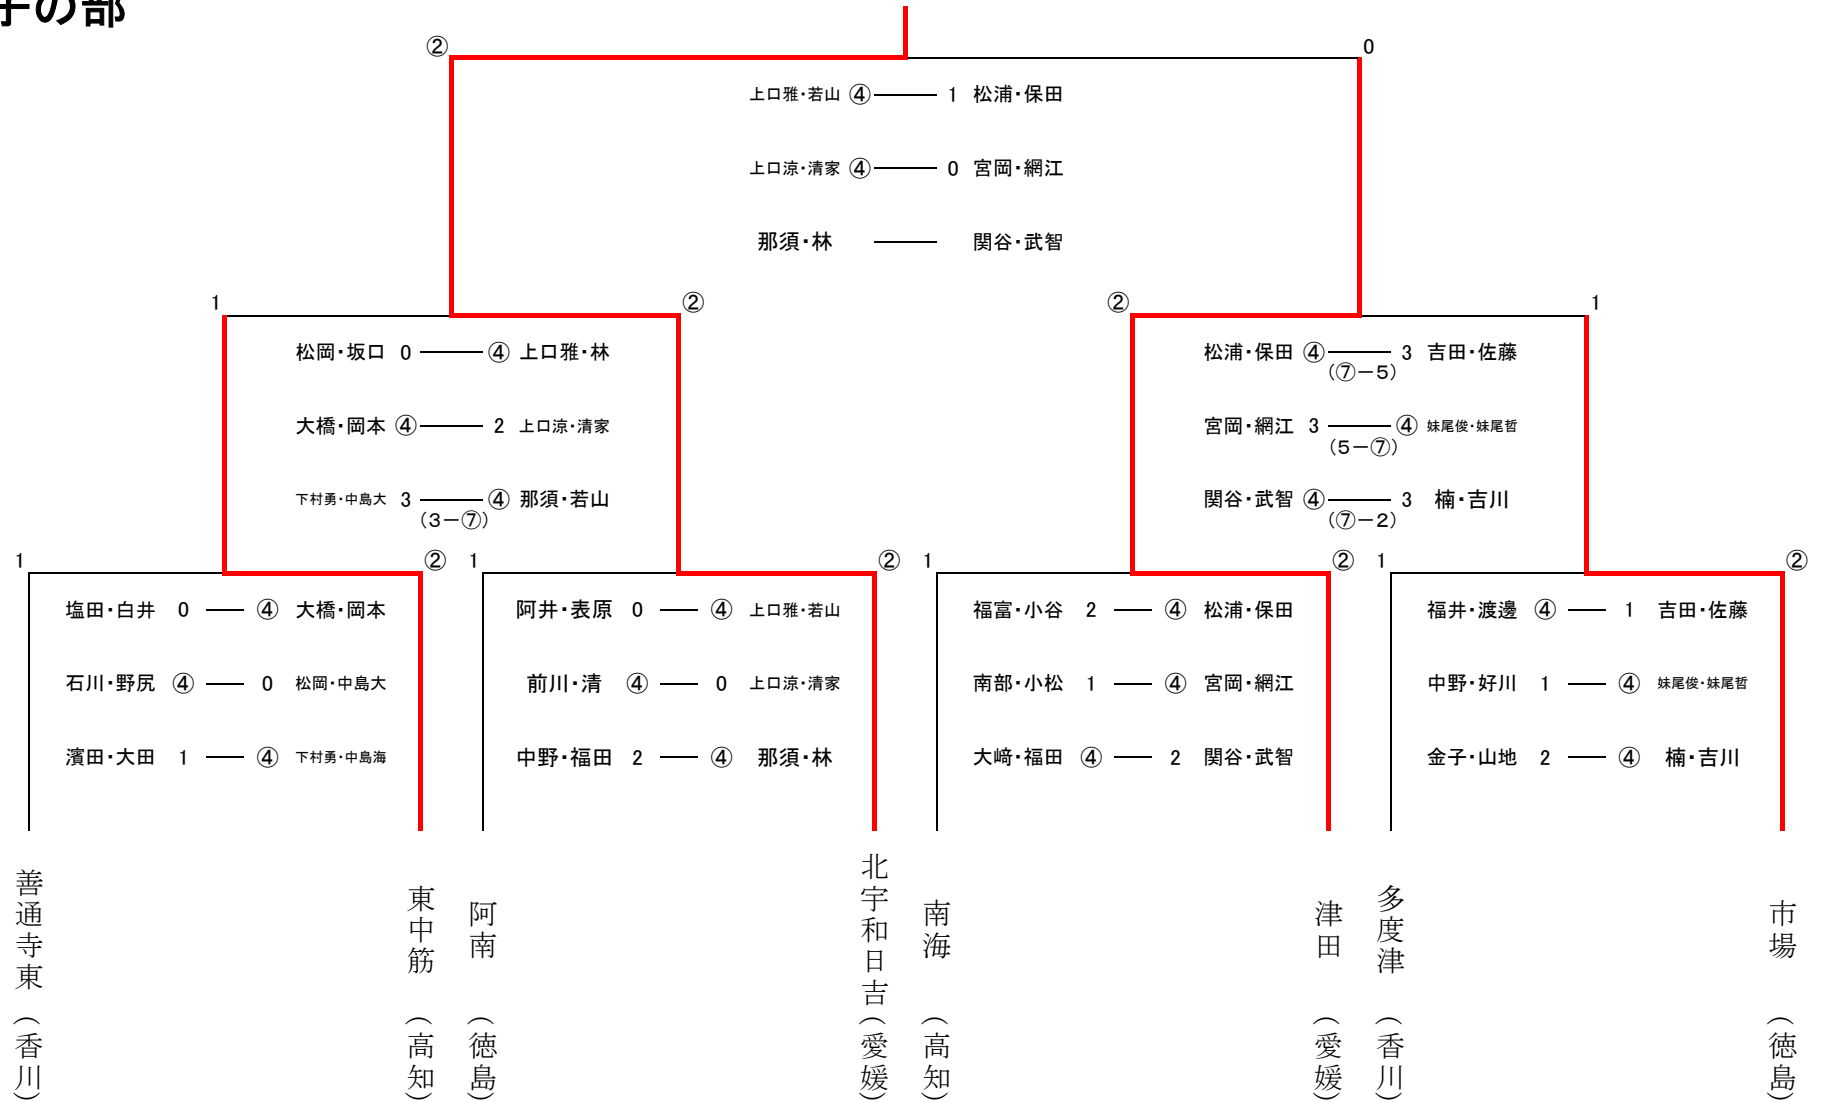 子の部
② 0
上口雅・若山 ④ 1 松浦・保田
上口涼・清家 ④ 0 宮岡・網江
那須・林 関谷・武智
1 ② ② 1
松岡・坂口 0 ④ 上口雅・林 松浦・保田 ④ 3 吉田・佐藤
(⑦－5)
大橋・岡本 ④ 2 上口涼・清家 宮岡・網江 3 ④ 妹尾俊・妹尾哲
(5－⑦)
下村勇・中島大 3 ④ 那須・若山 関谷・武智 ④ 3 楠・吉川
(3－⑦) (⑦－2)
1 ② 1 ② 1 ② 1 ②
塩田・白井 0 ④ 大橋・岡本 阿井・表原 0 ④ 上口雅・若山 福富・小谷 2 ④ 松浦・保田 福井・渡邊 ④ 1 吉田・佐藤
石川・野尻 ④ 0 松岡・中島大 前川・清 ④ 0 上口涼・清家 南部・小松 1 ④ 宮岡・網江 中野・好川 1 ④ 妹尾俊・妹尾哲
濱田・大田 1 ④ 下村勇・中島海 中野・福田 2 ④ 那須・林 大﨑・福田 ④ 2 関谷・武智 金子・山地 2 ④ 楠・吉川
善通寺東(香川)
東中筋(高知)
阿南(徳島)
北宇和日吉(愛媛)
南海(高知)
津田(愛媛)
多度津(香川)
市場(徳島)